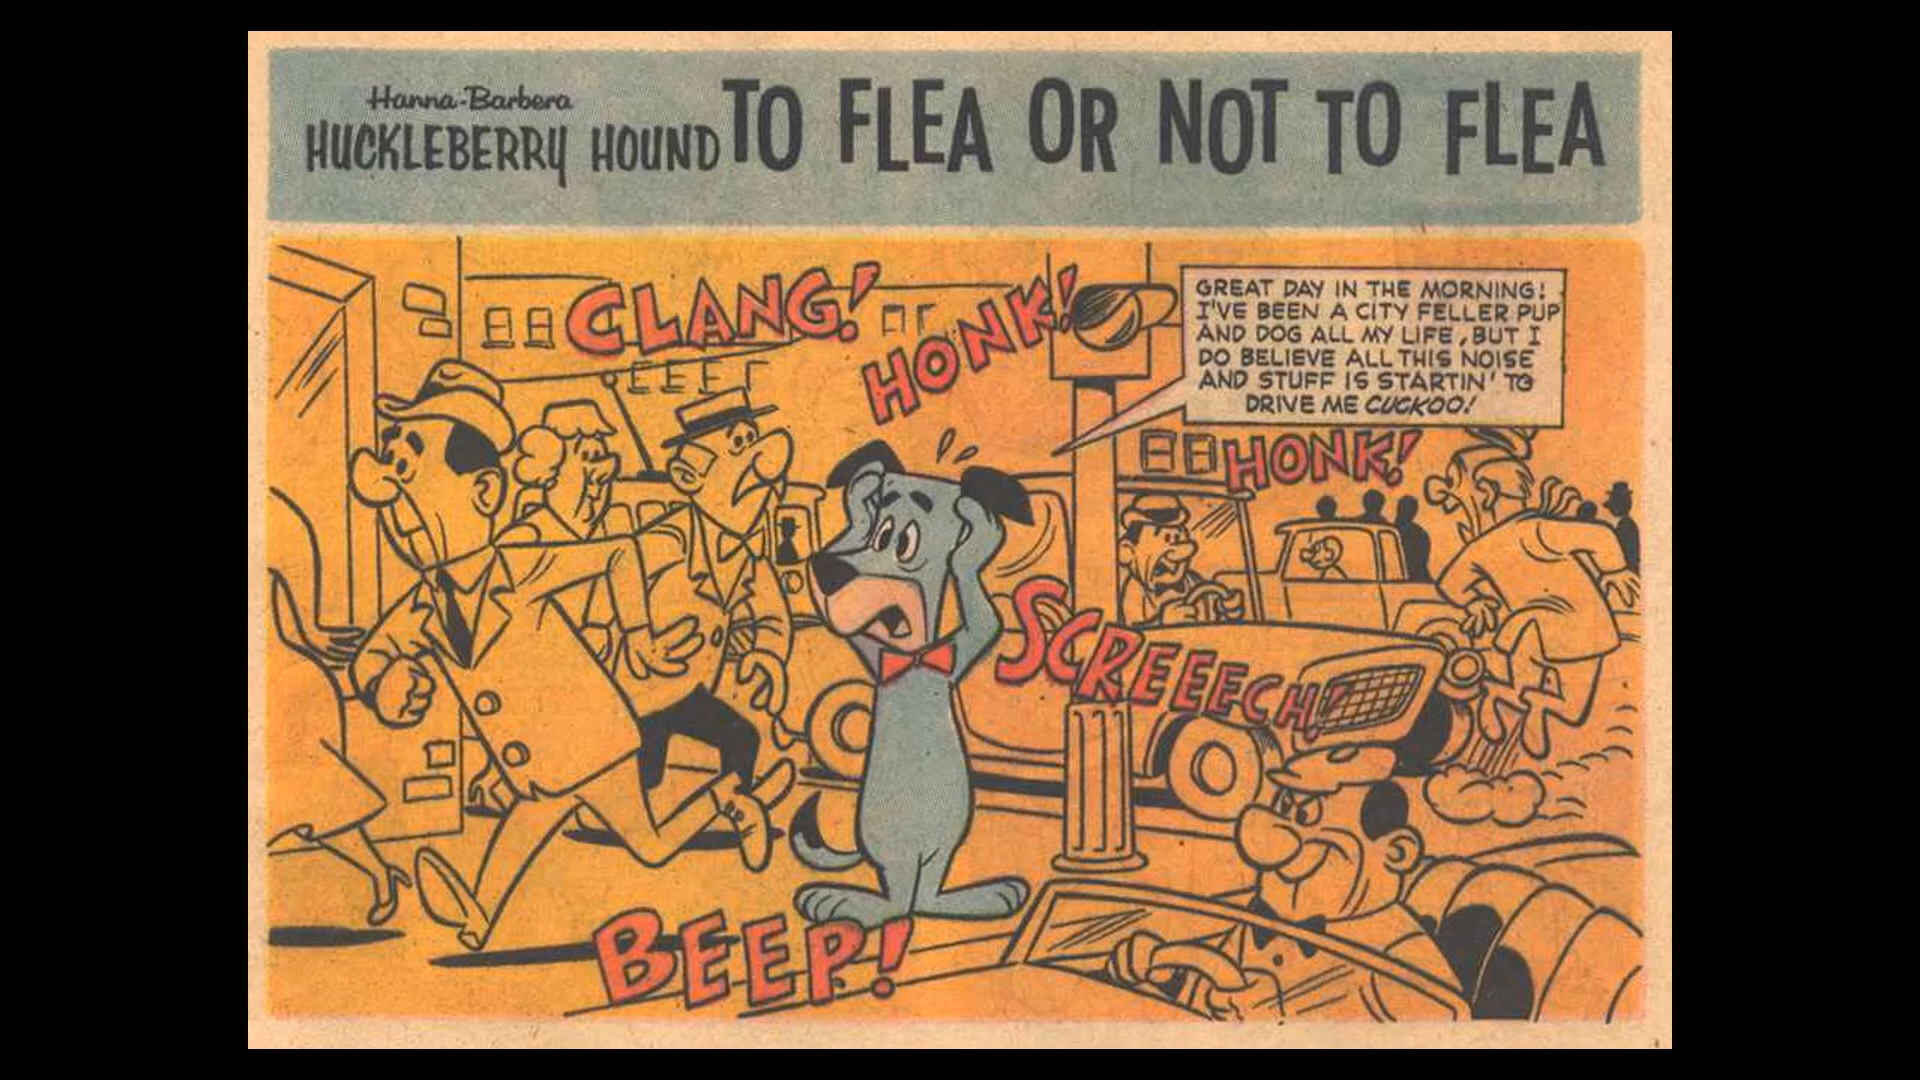 Hanna-Barbera
HUCKLEBERRY HOUND
TO FLEA OR NOT TO FLEA
CLANG!
HONK!
GREAT DAY IN THE MORNING!
I'VE BEEN A CITY FELLER PUP
AND DOG ALL MY LIFE, BUT I
DO BELIEVE ALL THIS NOISE
AND STUFF IS STARTIN' TO
DRIVE ME CUCKOO!
HONK!
SCREEECH!
BEEP!